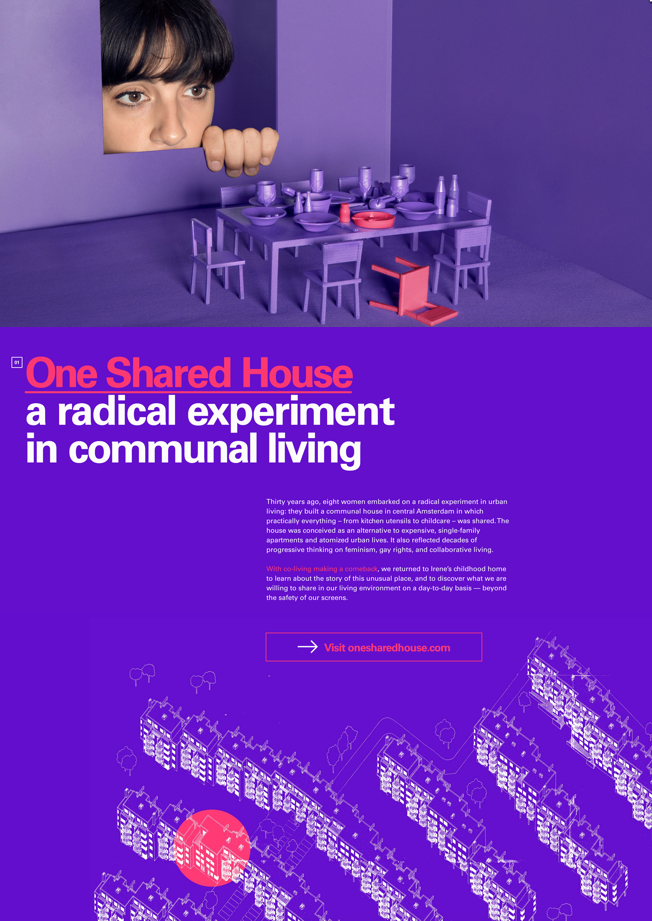 01
One Shared House
a radical experiment
in communal living
Thirty years ago, eight women embarked on a radical experiment in urban
living: they built a communal house in central Amsterdam in which
practically everything – from kitchen utensils to childcare – was shared. The
house was conceived as an alternative to expensive, single-family
apartments and atomized urban lives. It also reflected decades of
progressive thinking on feminism, gay rights, and collaborative living.
With co-living making a comeback, we returned to Irene's childhood home
to learn about the story of this unusual place, and to discover what we are
willing to share in our living environment on a day-to-day basis — beyond
the safety of our screens.
→ Visit onesharedhouse.com